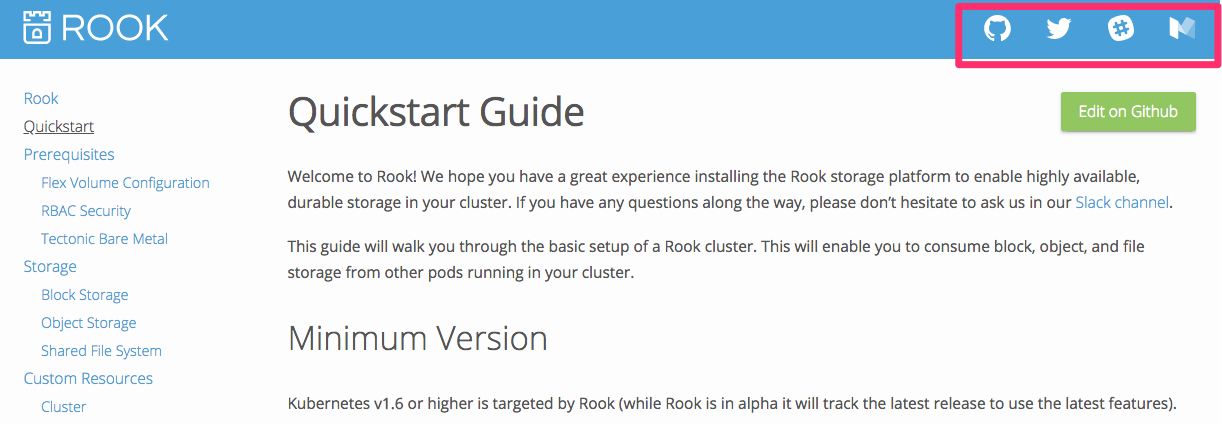 ROOK
Rook
Quickstart
Prerequisites
Flex Volume Configuration
RBAC Security
Tectonic Bare Metal
Storage
Block Storage
Object Storage
Shared File System
Custom Resources
Cluster
Quickstart Guide
Edit on Github
Welcome to Rook! We hope you have a great experience installing the Rook storage platform to enable highly available,
durable storage in your cluster. If you have any questions along the way, please don’t hesitate to ask us in our Slack channel.
This guide will walk you through the basic setup of a Rook cluster. This will enable you to consume block, object, and file
storage from other pods running in your cluster.
Minimum Version
Kubernetes v1.6 or higher is targeted by Rook (while Rook is in alpha it will track the latest release to use the latest features).